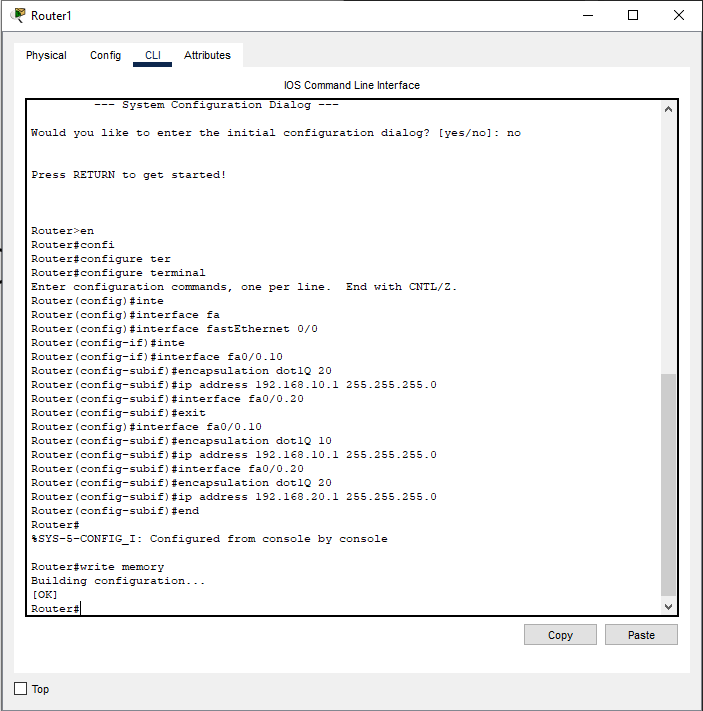 Router1
Physical Config CLI Attributes
IOS Command Line Interface
--- System Configuration Dialog ---
Would you like to enter the initial configuration dialog? [yes/no]: no
Press RETURN to get started!
Router>en
Router#confi
Router#configure ter
Router#configure terminal
Enter configuration commands, one per line.  End with CNTL/Z.
Router(config)#inte
Router(config)#interface fa
Router(config)#interface fastEthernet 0/0
Router(config-if)#inte
Router(config-if)#interface fa0/0.10
Router(config-subif)#encapsulation dot1Q 20
Router(config-subif)#ip address 192.168.10.1 255.255.255.0
Router(config-subif)#interface fa0/0.20
Router(config-subif)#exit
Router(config)#interface fa0/0.10
Router(config-subif)#encapsulation dot1Q 10
Router(config-subif)#ip address 192.168.10.1 255.255.255.0
Router(config-subif)#interface fa0/0.20
Router(config-subif)#encapsulation dot1Q 20
Router(config-subif)#ip address 192.168.20.1 255.255.255.0
Router(config-subif)#end
Router#
%SYS-5-CONFIG_I: Configured from console by console
Router#write memory
Building configuration...
[OK]
Router#
Copy Paste
Top